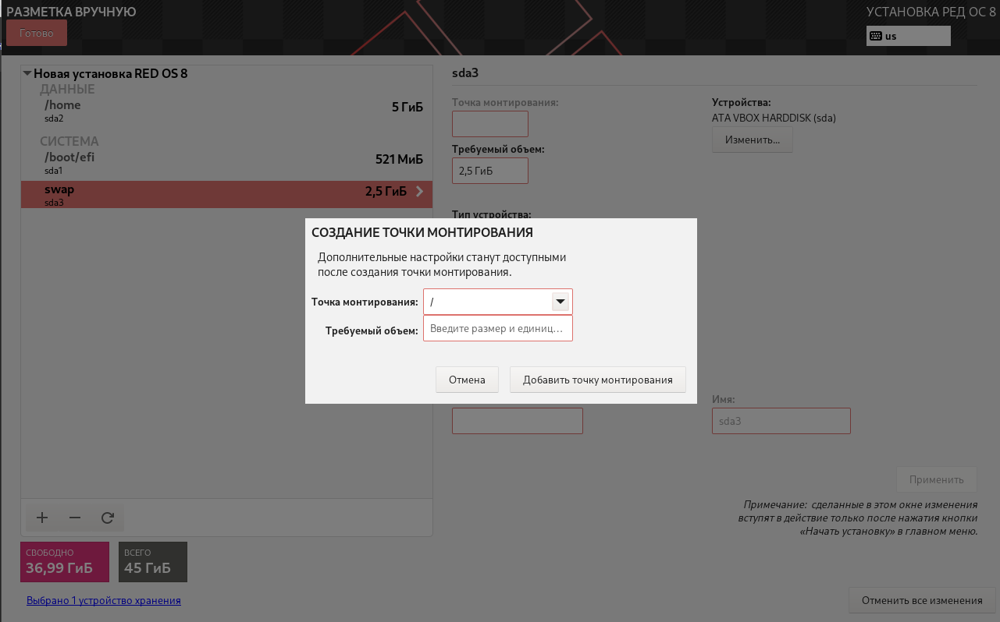 РАЗМЕТКА ВРУЧНУЮ
УСТАНОВКА РЕД ОС 8
Готово
us
Новая установка RED OS 8
ДАННЫЕ
/home
5 ГиБ
sda2
СИСТЕМА
/boot/efi
521 МиБ
sda1
swap
2,5 ГиБ
sda3
sda3
Точка монтирования:
Требуемый объем:
2,5 ГиБ
Тип устройства:
Устройства:
ATA VBOX HARDDISK (sda)
Изменить...
СОЗДАНИЕ ТОЧКИ МОНТИРОВАНИЯ
Дополнительные настройки станут доступными
после создания точки монтирования.
Точка монтирования:
/
Требуемый объем:
Введите размер и единиц...
Отмена
Добавить точку монтирования
Имя:
sda3
Применить
Примечание: сделанные в этом окне изменения
вступят в действие только после нажатия кнопки
«Начать установку» в главном меню.
СВОБОДНО
36,99 ГиБ
ВСЕГО
45 ГиБ
Выбрано 1 устройство хранения
Отменить все изменения